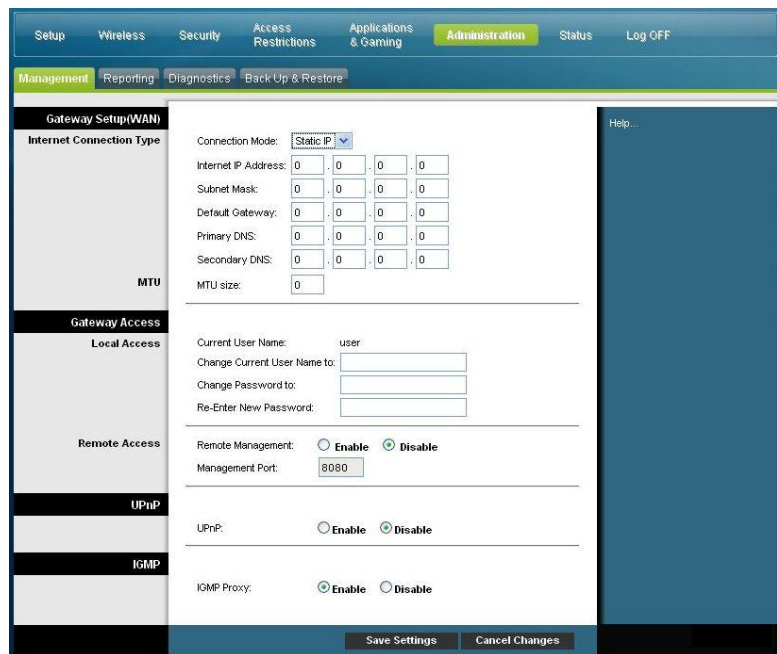 Setup Wireless Security Access Restrictions Applications & Gaming Administration Status Log OFF
Management Reporting Diagnostics Back Up & Restore
Gateway Setup(WAN)
Help...
Internet Connection Type
Connection Mode: Static IP
Internet IP Address: 0 . 0 . 0 . 0
Subnet Mask: 0 . 0 . 0 . 0
Default Gateway: 0 . 0 . 0 . 0
Primary DNS: 0 . 0 . 0 . 0
Secondary DNS: 0 . 0 . 0 . 0
MTU
MTU size: 0
Gateway Access
Local Access
Current User Name: user
Change Current User Name to:
Change Password to:
Re-Enter New Password:
Remote Access
Remote Management: Enable Disable
Management Port: 8080
UPnP
UPnP: Enable Disable
IGMP
IGMP Proxy: Enable Disable
Save Settings Cancel Changes